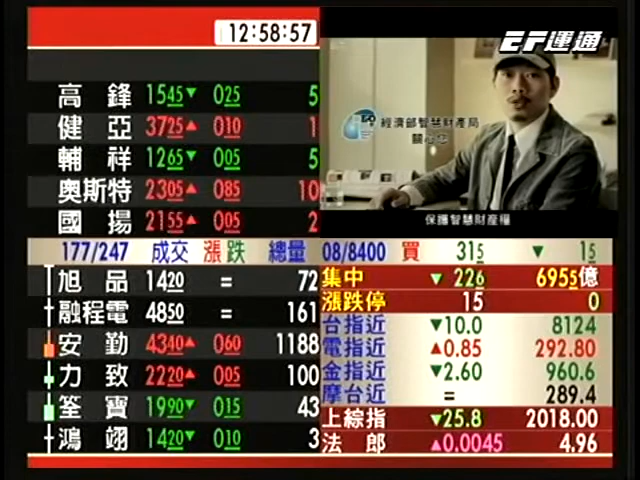 12:58:57
EF運通
高鋒 1545▼ 025 5
健亞 3725▲ 010 1
輔祥 1265▼ 005 5
奧斯特 2305▲ 085 10
國揚 2155▲ 005 2
經濟部智慧財產局
關心您
保護智慧財產權
177/247 成交 漲跌 總量
旭品 1420 = 72
融程電 4850 = 161
安勤 4340▲ 060 1188
力致 2220▲ 005 100
筌寶 1990▼ 015 43
鴻翊 1420▼ 010 3
08/8400 買 315 ▼ 15
集中 ▼ 226 6955億
漲跌停 15 0
台指近 ▼10.0 8124
電指近 ▲0.85 292.80
金指近 ▼2.60 960.6
摩台近 = 289.4
上綜指 ▼25.8 2018.00
法郎 ▲0.0045 4.96